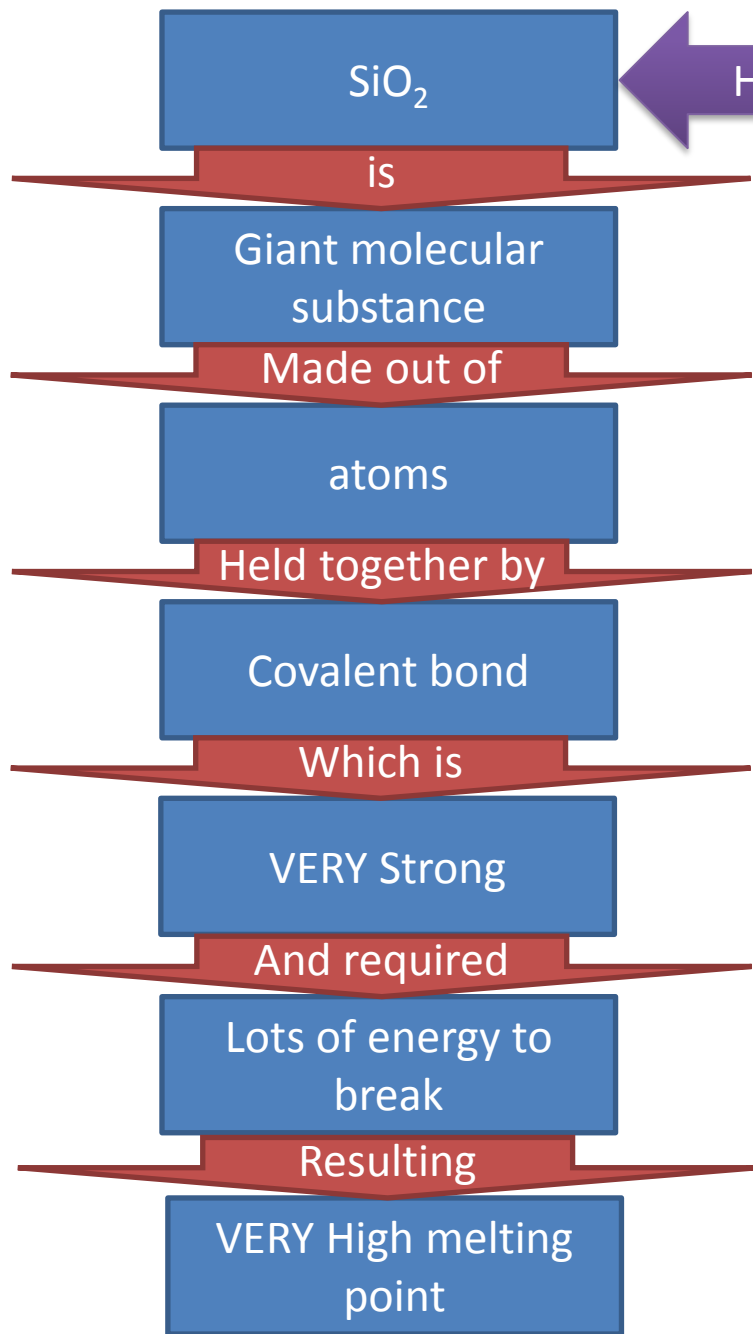 SiO₂
H
is
Giant molecular
substance
Made out of
atoms
Held together by
Covalent bond
Which is
VERY Strong
And required
Lots of energy to
break
Resulting
VERY High melting
point